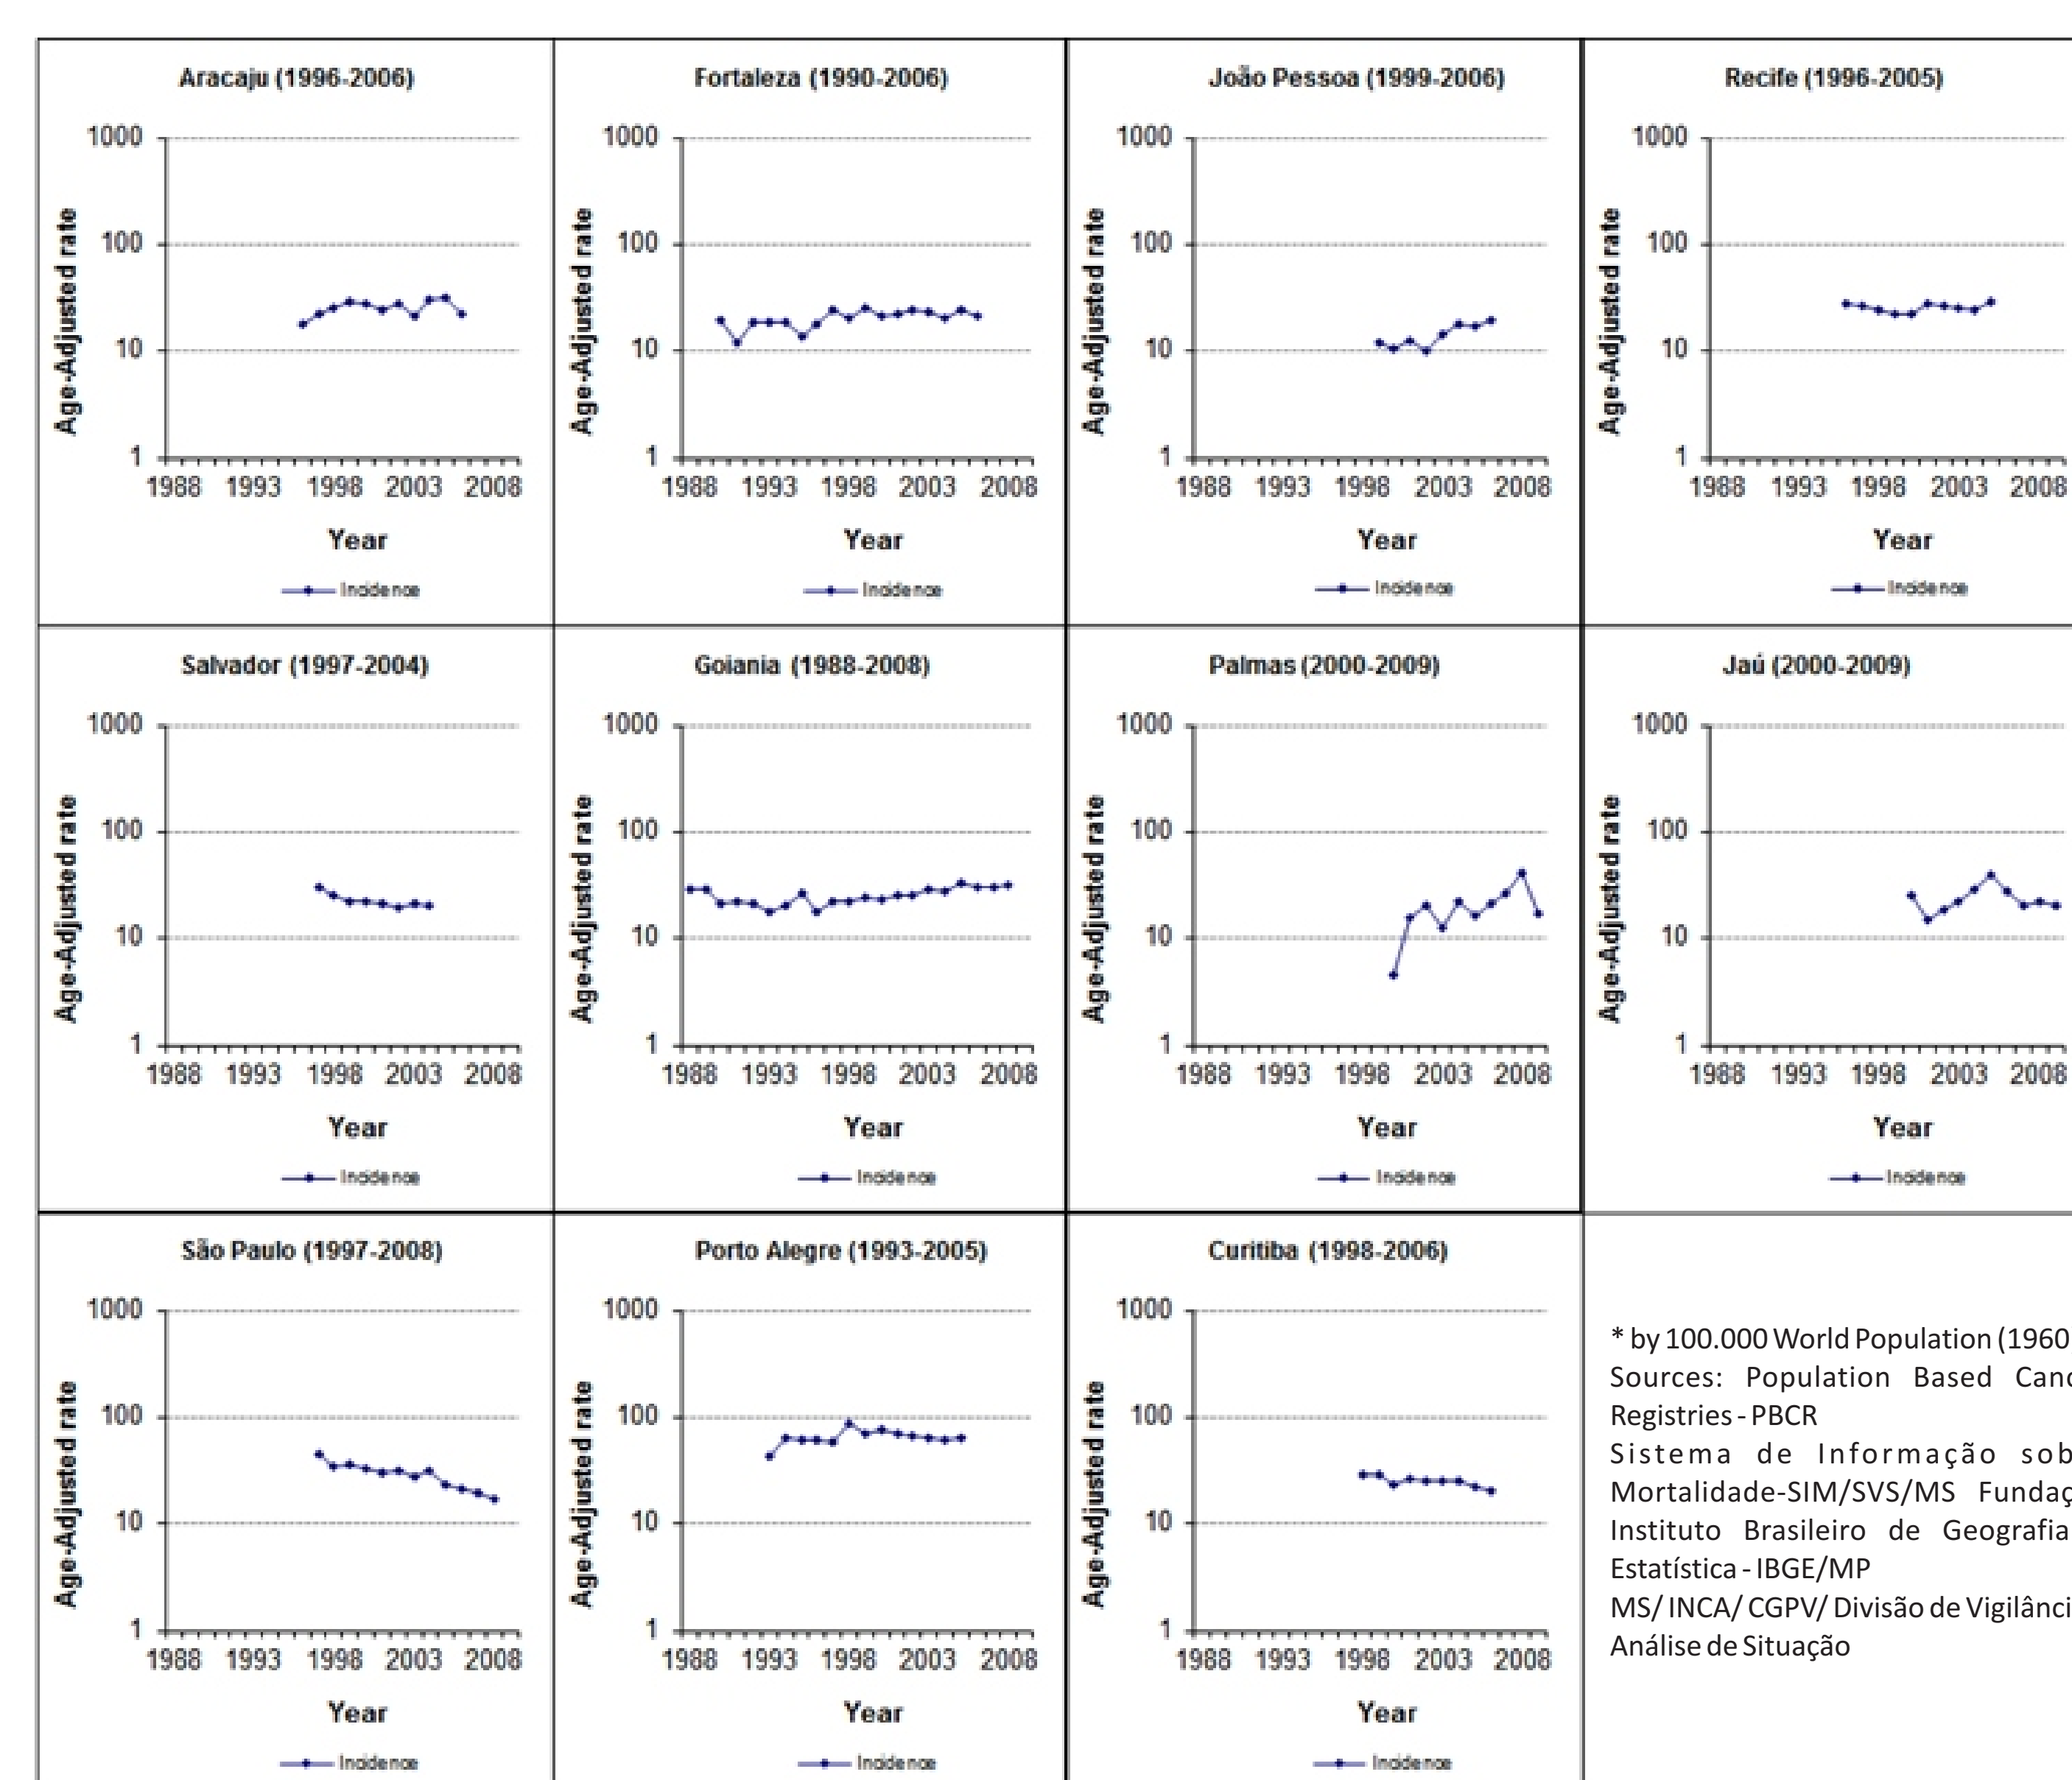 Aracaju (1996-2006)
1000
100
10
1
Age-Adjusted rate
1988 1993 1998 2003 2008
Year
Incidence
Fortaleza (1990-2006)
1000
100
10
1
Age-Adjusted rate
1988 1993 1998 2003 2008
Year
Incidence
João Pessoa (1999-2006)
1000
100
10
1
Age-Adjusted rate
1988 1993 1998 2003 2008
Year
Incidence
Recife (1996-2005)
1000
100
10
1
Age-Adjusted rate
1988 1993 1998 2003 2008
Year
Incidence
Salvador (1997-2004)
1000
100
10
1
Age-Adjusted rate
1988 1993 1998 2003 2008
Year
Incidence
Goiania (1988-2008)
1000
100
10
1
Age-Adjusted rate
1988 1993 1998 2003 2008
Year
Incidence
Palmas (2000-2009)
1000
100
10
1
Age-Adjusted rate
1988 1993 1998 2003 2008
Year
Incidence
Jaú (2000-2009)
1000
100
10
1
Age-Adjusted rate
1988 1993 1998 2003 2008
Year
Incidence
São Paulo (1997-2008)
1000
100
10
1
Age-Adjusted rate
1988 1993 1998 2003 2008
Year
Incidence
Porto Alegre (1993-2005)
1000
100
10
1
Age-Adjusted rate
1988 1993 1998 2003 2008
Year
Incidence
Curitiba (1998-2006)
1000
100
10
1
Age-Adjusted rate
1988 1993 1998 2003 2008
Year
Incidence
* by 100.000 World Population (1960
Sources: Population Based Canc
Registries - PBCR
Sistema de Informação sob
Mortalidade-SIM/SVS/MS Fundaç
Instituto Brasileiro de Geografia
Estatística - IBGE/MP
MS/ INCA/ CGPV/ Divisão de Vigilânci
Análise de Situação